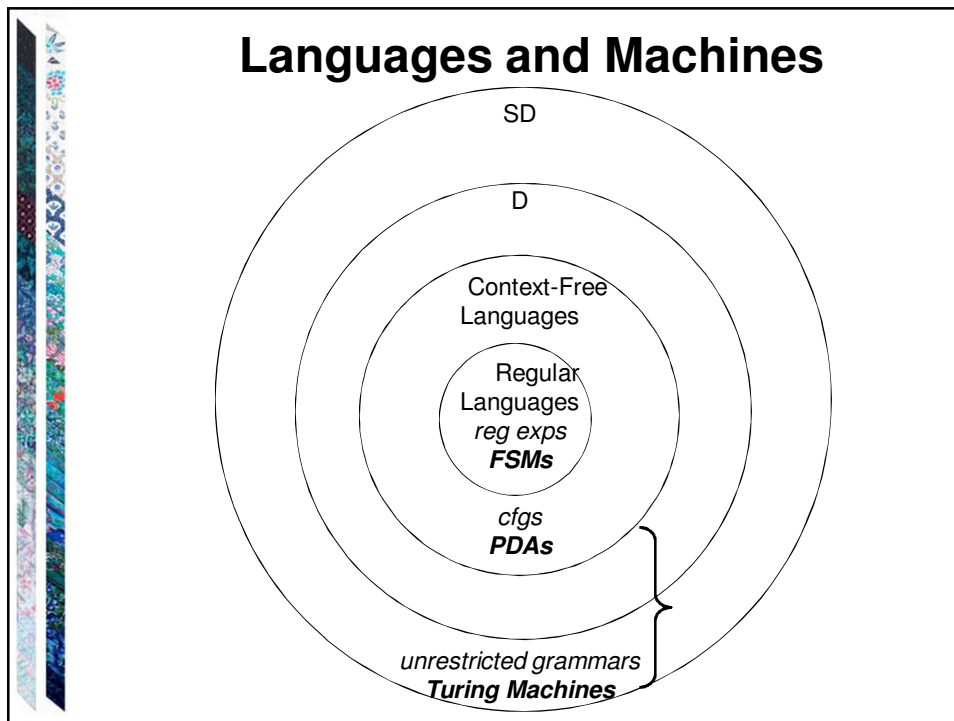 Languages and Machines
SD
D
Context-Free
Languages
Regular
Languages
reg exps
FSMs
cfgs
PDAs
unrestricted grammars
Turing Machines